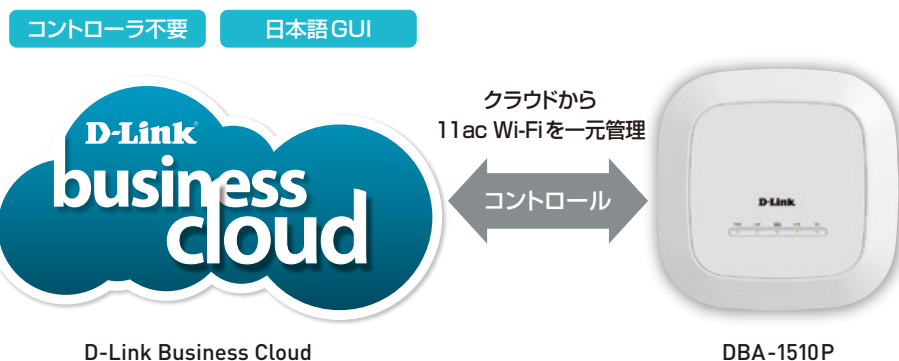 コントローラ不要
日本語GUI
D-Link
business
cloud
クラウドから
11ac Wi-Fiを一元管理
コントロール
D-Link
D-Link Business Cloud
DBA-1510P